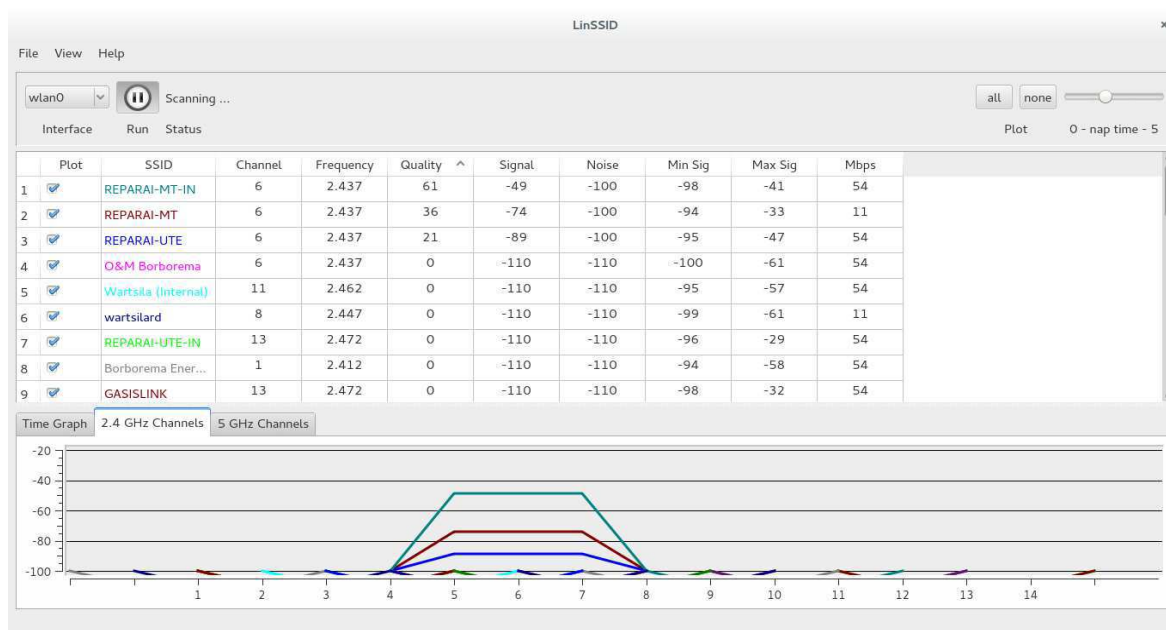 LinSSID
File View Help
wlan0 Scanning ... all none
Interface Run Status Plot 0 - nap time - 5
Plot SSID Channel Frequency Quality Signal Noise Min Sig Max Sig Mbps
1 REPARAI-MT-IN 6 2.437 61 -49 -100 -98 -41 54
2 REPARAI-MT 6 2.437 36 -74 -100 -94 -33 11
3 REPARAI-UTE 6 2.437 21 -89 -100 -95 -47 54
4 O&M Borborema 6 2.437 0 -110 -110 -100 -61 54
5 Wartsila (Internal) 11 2.462 0 -110 -110 -95 -57 54
6 wartsilard 8 2.447 0 -110 -110 -99 -61 11
7 REPARAI-UTE-IN 13 2.472 0 -110 -110 -96 -29 54
8 Borborema Ener... 1 2.412 0 -110 -110 -94 -58 54
9 GASISLINK 13 2.472 0 -110 -110 -98 -32 54
Time Graph 2.4 GHz Channels 5 GHz Channels
-20
-40
-60
-80
-100
1 2 3 4 5 6 7 8 9 10 11 12 13 14